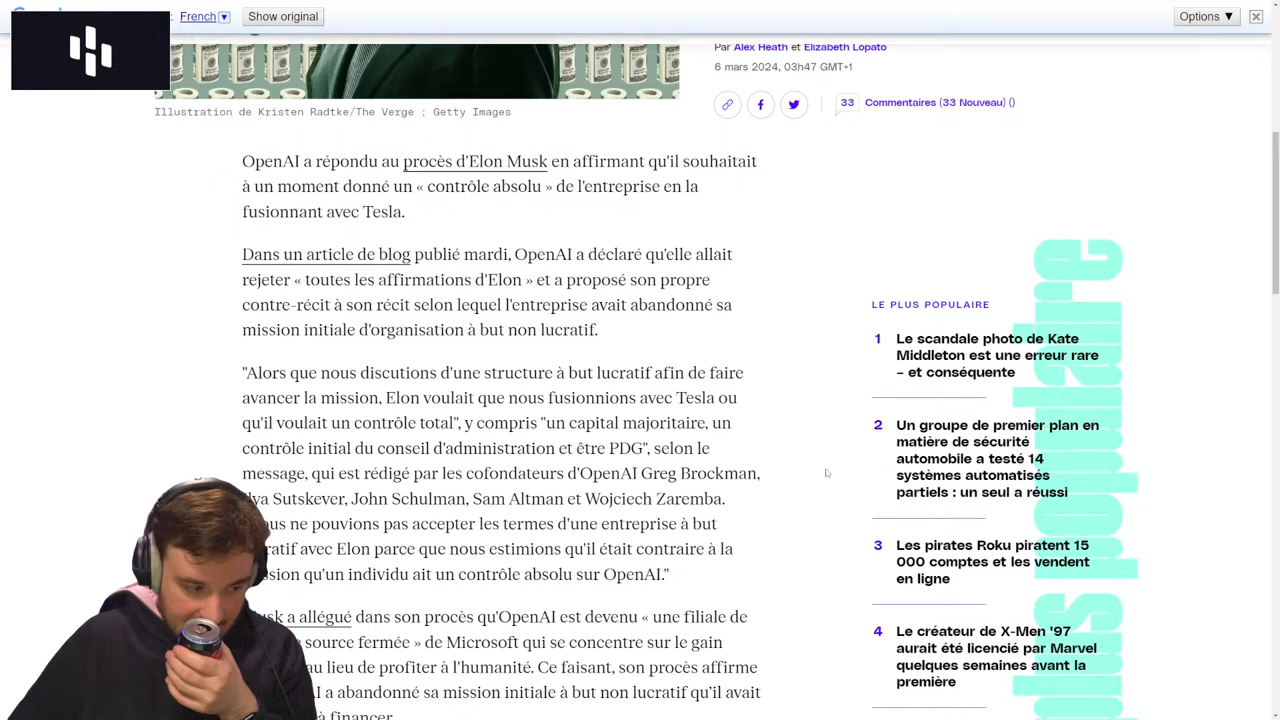 French ▼
Show original
Options ▼
Illustration de Kristen Radtke/The Verge ; Getty Images
Par Alex Heath et Elizabeth Lopato
6 mars 2024, 03h47 GMT+1
33 Commentaires (33 Nouveau) ()
OpenAI a répondu au procès d'Elon Musk en affirmant qu'il souhaitait
à un moment donné un « contrôle absolu » de l'entreprise en la
fusionnant avec Tesla.
Dans un article de blog publié mardi, OpenAI a déclaré qu'elle allait
rejeter « toutes les affirmations d'Elon » et a proposé son propre
contre-récit à son récit selon lequel l'entreprise avait abandonné sa
mission initiale d'organisation à but non lucratif.
"Alors que nous discutions d'une structure à but lucratif afin de faire
avancer la mission, Elon voulait que nous fusionnions avec Tesla ou
qu'il voulait un contrôle total", y compris "un capital majoritaire, un
contrôle initial du conseil d'administration et être PDG", selon le
message, qui est rédigé par les cofondateurs d'OpenAI Greg Brockman,
Sutskever, John Schulman, Sam Altman et Wojciech Zaremba.
ne pouvions pas accepter les termes d'une entreprise à but
avec Elon parce que nous estimions qu'il était contraire à la
qu'un individu ait un contrôle absolu sur OpenAI."
a allégué dans son procès qu'OpenAI est devenu « une filiale de
source fermée » de Microsoft qui se concentre sur le gain
au lieu de profiter à l'humanité. Ce faisant, son procès affirme
a abandonné sa mission initiale à but non lucratif qu'il avait
à financer.
LE PLUS POPULAIRE
1 Le scandale photo de Kate
Middleton est une erreur rare
– et conséquente
2 Un groupe de premier plan en
matière de sécurité
automobile a testé 14
systèmes automatisés
partiels : un seul a réussi
3 Les pirates Roku piratent 15
000 comptes et les vendent
en ligne
4 Le créateur de X-Men '97
aurait été licencié par Marvel
quelques semaines avant la
première
plus populaire